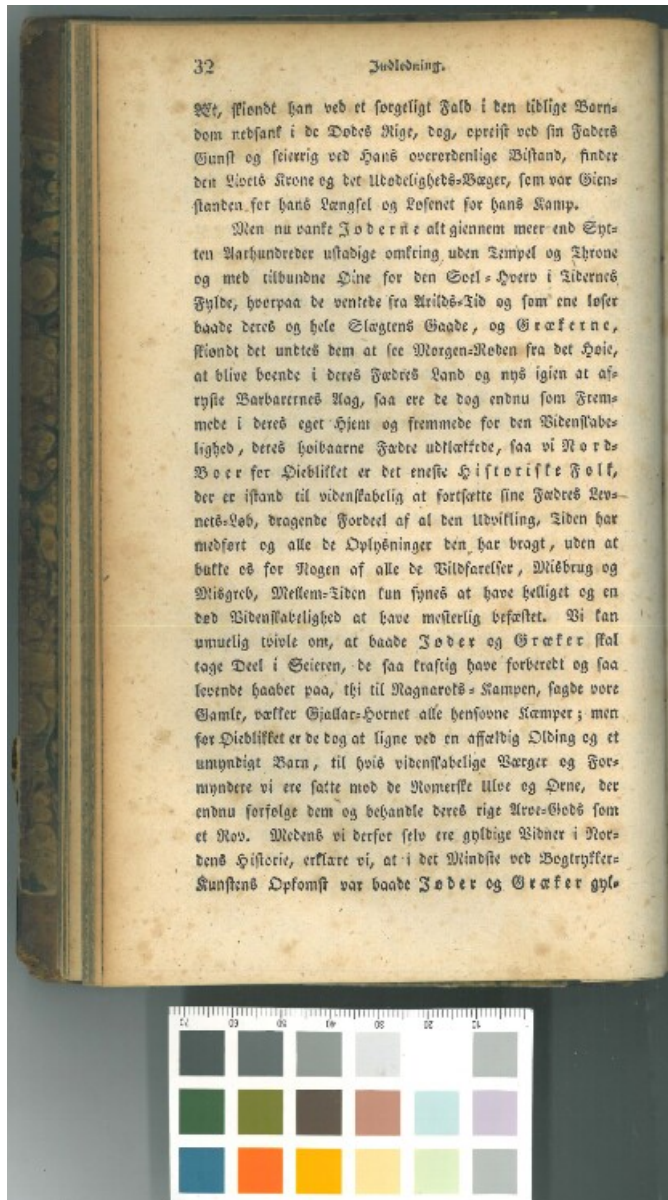 32
Indledning.
Æt, skiøndt han ved et sørgeligt Fald i den tidlige Barn-
dom nedsank i de Dødes Rige, dog, opreist ved sin Faders
Gunst og seierrig ved Hans overordenlige Bistand, finder
den Livets Krone og det Udødeligheds-Bæger, som var Gien-
standen for hans Længsel og Løsenet for hans Kamp.
Men nu vanke Jøderne alt giennem meer end Syt-
ten Aarhundreder ustadige omkring uden Tempel og Throne
og med tilbundne Øine for den Soel-Hverv i Tidernes
Fylde, hvorpaa de ventede fra Arilds-Tid og som ene løser
baade deres og hele Slægtens Gaade, og Grækerne,
skiøndt det undtes dem at see Morgen-Røden fra det Høie,
at blive boende i deres Fædres Land og nys igien at af-
ryste Barbarernes Aag, saa ere de dog endnu som Frem-
mede i deres eget Hjem og fremmede for den Videnskabe-
lighed, deres høibaarne Fædre udklækkede, saa vi Nord-
Boer for Øieblikket er det eneste Historiske Folk,
der er istand til videnskabelig at fortsætte sine Fædres Lev-
nets-Løb, dragende Fordeel af al den Udvikling, Tiden har
medført og alle de Oplysninger den har bragt, uden at
bukke os for Nogen af alle de Vildfarelser, Misbrug og
Misgreb, Mellem-Tiden kun synes at have helliget og en
død Videnskabelighed at have mesterlig befæstet. Vi kan
umuelig tvivle om, at baade Jøder og Græker skal
tage Deel i Seieren, de saa kraftig have forberedt og saa
levende haabet paa, thi til Ragnaroks-Kampen, sagde vore
Gamle, vækker Gjallar-Hornet alle hensovne Kæmper; men
for Øieblikket er de dog at ligne ved en affældig Olding og et
umyndigt Barn, til hvis videnskabelige Værger og For-
myndere vi ere satte mod de Romerske Ulve og Ørne, der
endnu forfølge dem og behandle deres rige Arve-Gods som
et Rov. Medens vi derfor selv ere gyldige Vidner i Nor-
dens Historie, erklære vi, at i det Mindste ved Bogtrykker-
Kunstens Opkomst var baade Jøder og Græker gyl-
70
60
50
40
30
20
10